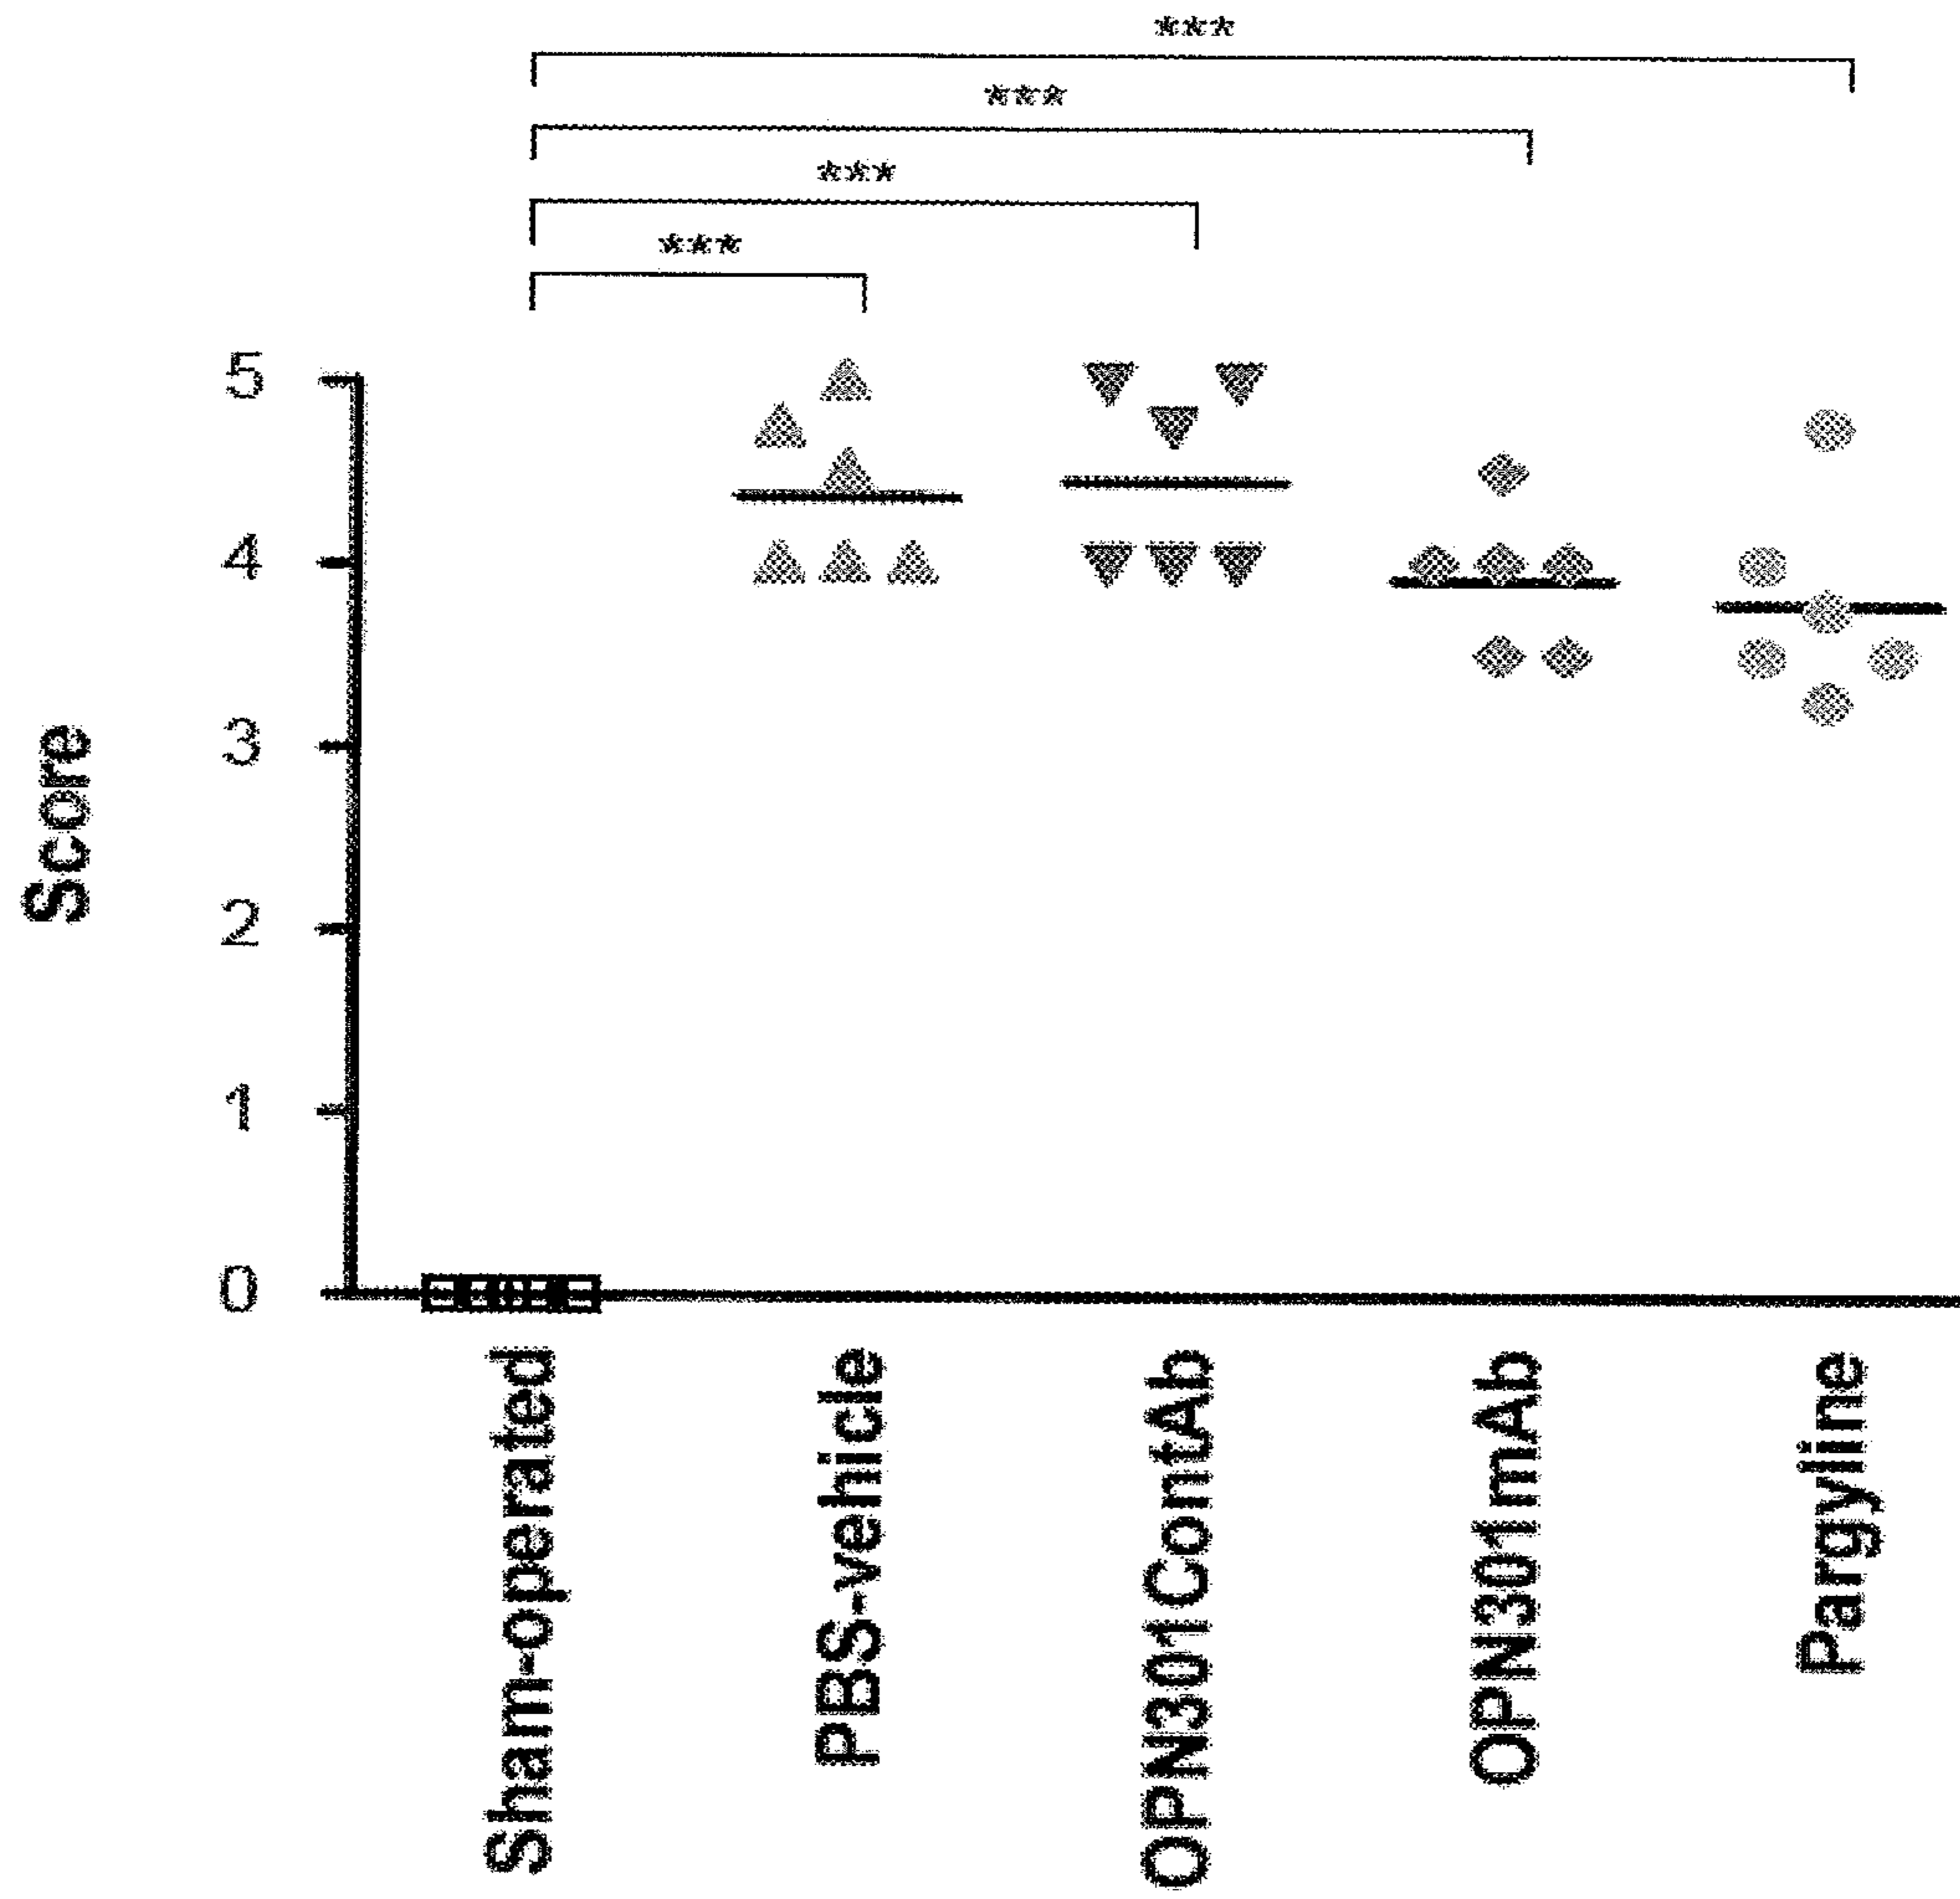 ***
***
***
***
5
4
3
2
1
0
Score
Sham-operated
PBS-vehicle
OPN301ContAb
OPN301mAb
Pargyline